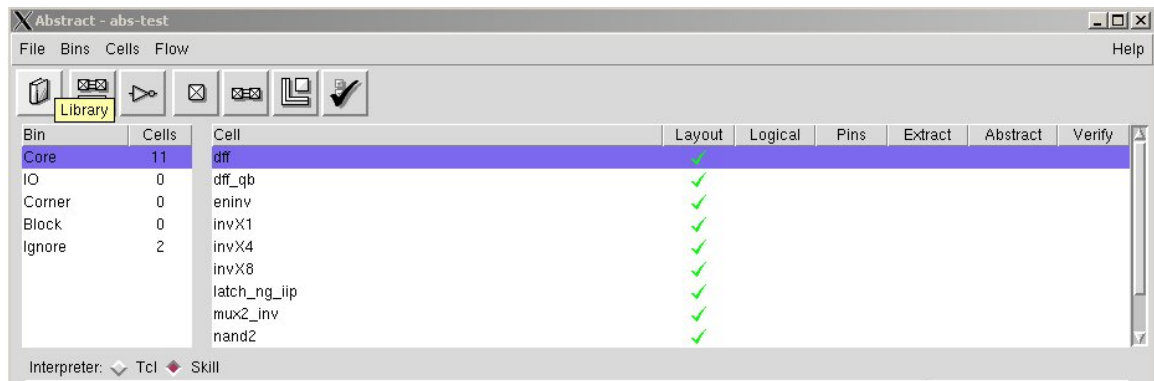 Abstract - abs-test
File Bins Cells Flow Help
Library
Bin Cells Cell Layout Logical Pins Extract Abstract Verify
Core 11 dff
IO 0 dff_qb
Corner 0 eninv
Block 0 invX1
Ignore 2 invX4
invX8
latch_ng_iip
mux2_inv
nand2
Interpreter: Tcl Skill